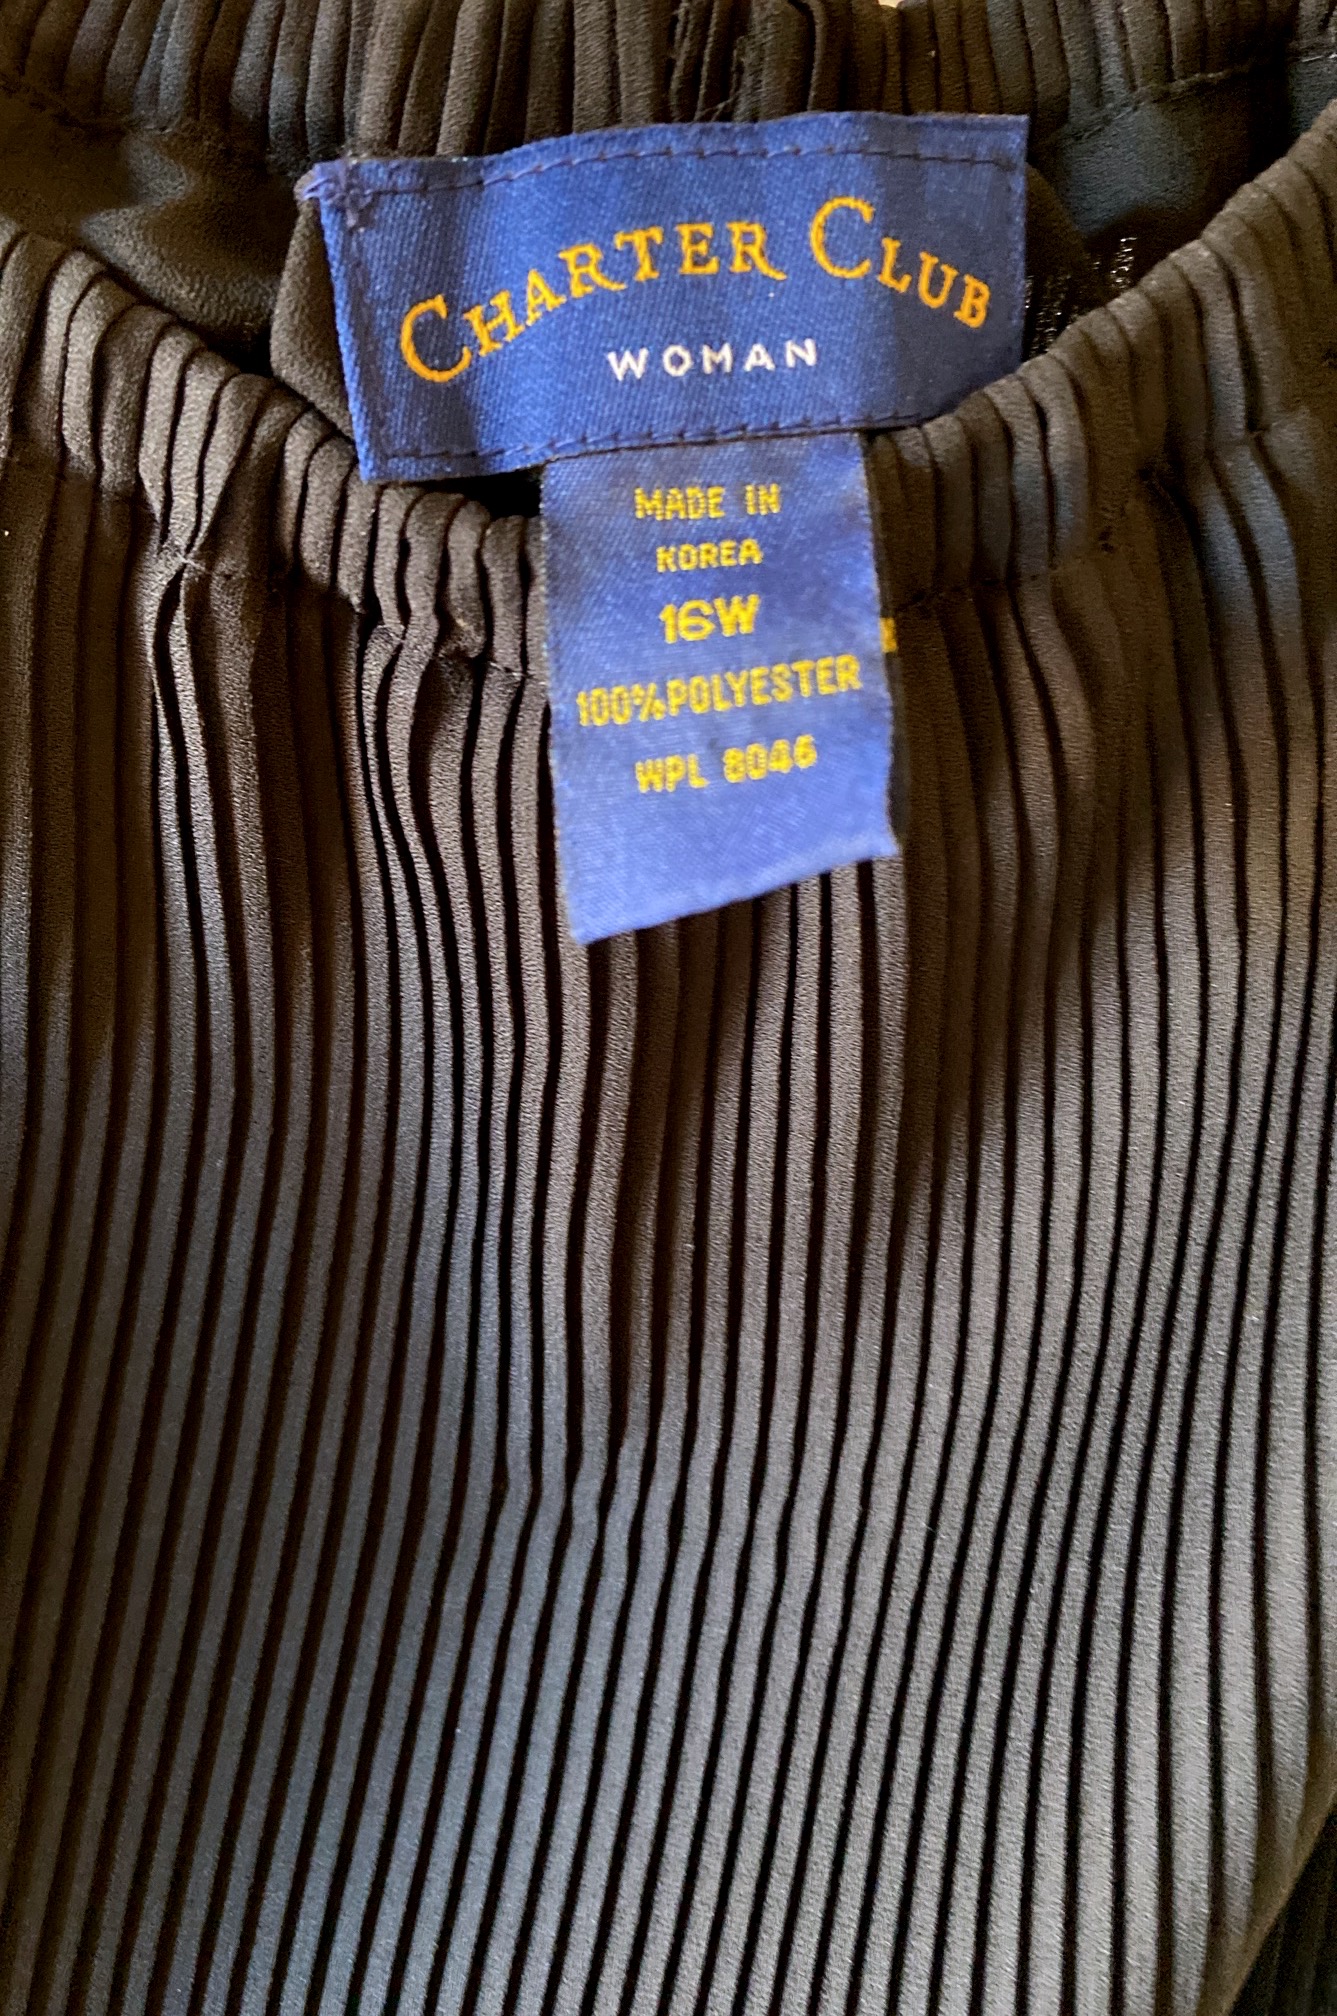 CHARTER CLUB
WOMAN
MADE IN
KOREA
16W
100% POLYESTER
WPL 8046